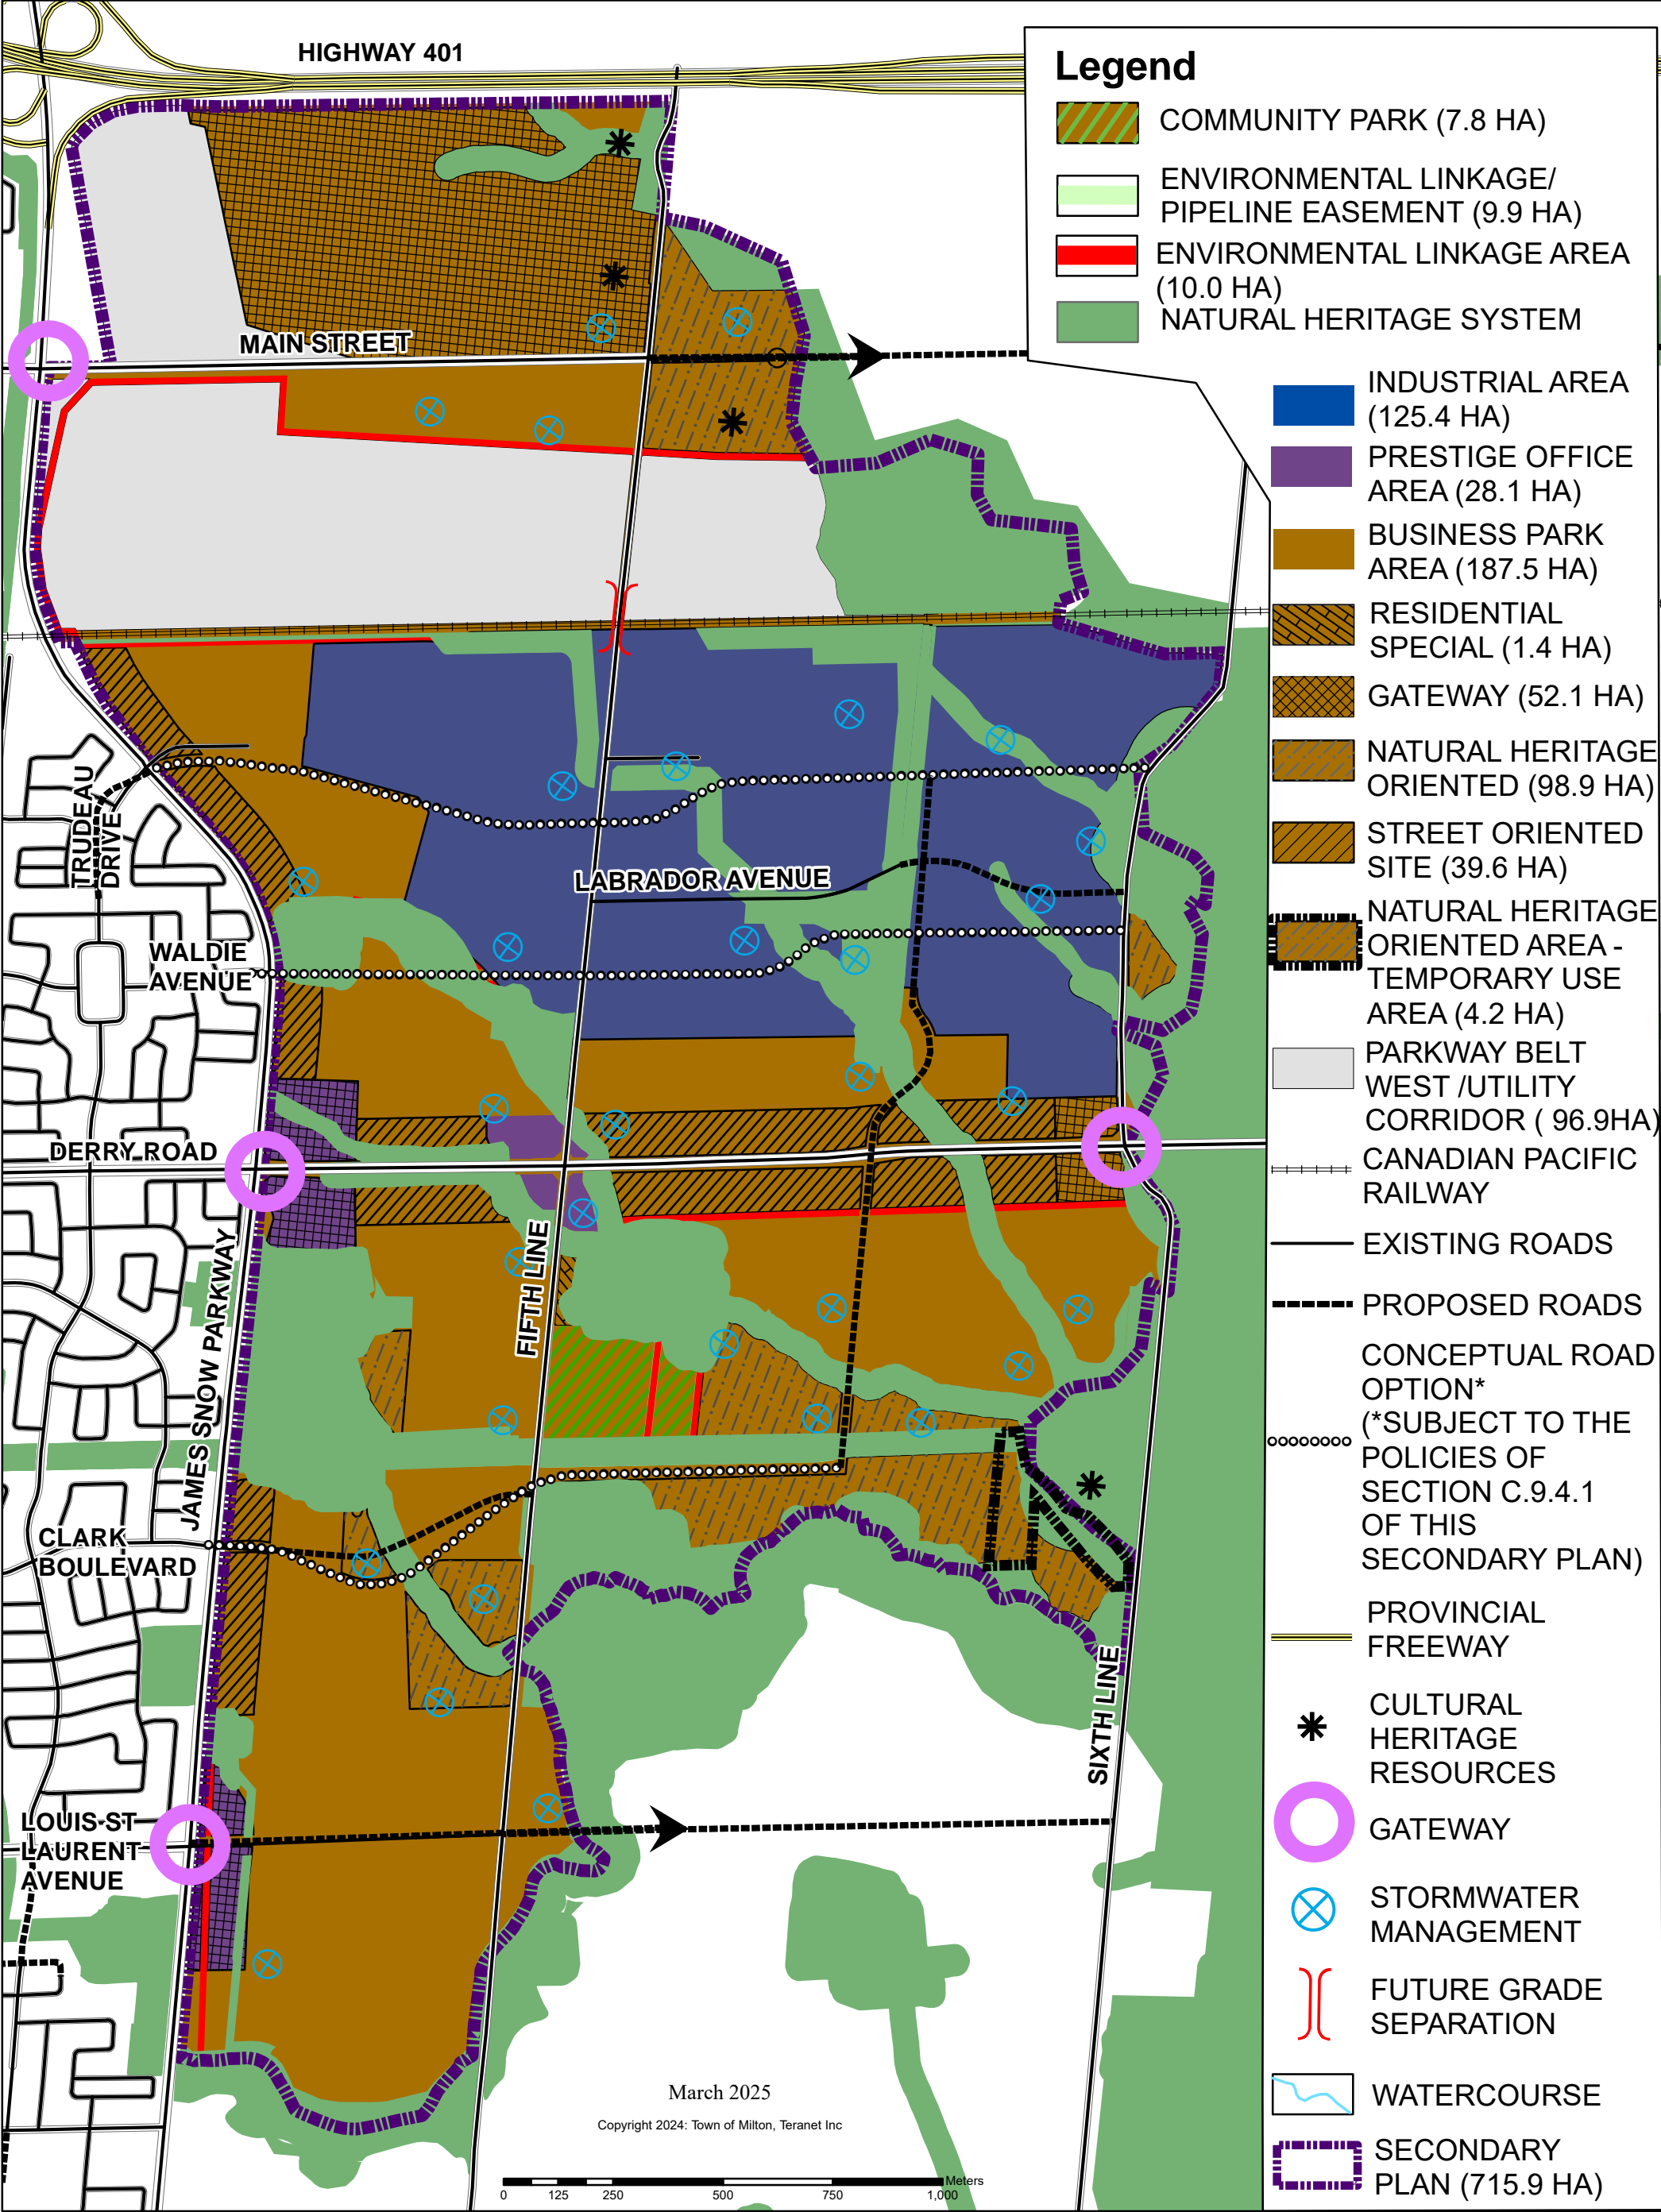 HIGHWAY 401
MAIN STREET
TRUDEAU
DRIVE
LABRADOR AVENUE
WALDIE
AVENUE
DERRY ROAD
JAMES SNOW PARKWAY
FIFTH LINE
CLARK
BOULEVARD
SIXTH LINE
LOUIS ST
LAURENT
AVENUE
March 2025
Copyright 2024: Town of Milton, Teranet Inc
Meters
0 125 250 500 750 1,000
Legend
COMMUNITY PARK (7.8 HA)
ENVIRONMENTAL LINKAGE/
PIPELINE EASEMENT (9.9 HA)
ENVIRONMENTAL LINKAGE AREA
(10.0 HA)
NATURAL HERITAGE SYSTEM
INDUSTRIAL AREA
(125.4 HA)
PRESTIGE OFFICE
AREA (28.1 HA)
BUSINESS PARK
AREA (187.5 HA)
RESIDENTIAL
SPECIAL (1.4 HA)
GATEWAY (52.1 HA)
NATURAL HERITAGE
ORIENTED (98.9 HA)
STREET ORIENTED
SITE (39.6 HA)
NATURAL HERITAGE
ORIENTED AREA -
TEMPORARY USE
AREA (4.2 HA)
PARKWAY BELT
WEST /UTILITY
CORRIDOR ( 96.9HA)
CANADIAN PACIFIC
RAILWAY
EXISTING ROADS
PROPOSED ROADS
CONCEPTUAL ROAD
OPTION*
(*SUBJECT TO THE
POLICIES OF
SECTION C.9.4.1
OF THIS
SECONDARY PLAN)
PROVINCIAL
FREEWAY
CULTURAL
HERITAGE
RESOURCES
GATEWAY
STORMWATER
MANAGEMENT
FUTURE GRADE
SEPARATION
WATERCOURSE
SECONDARY
PLAN (715.9 HA)